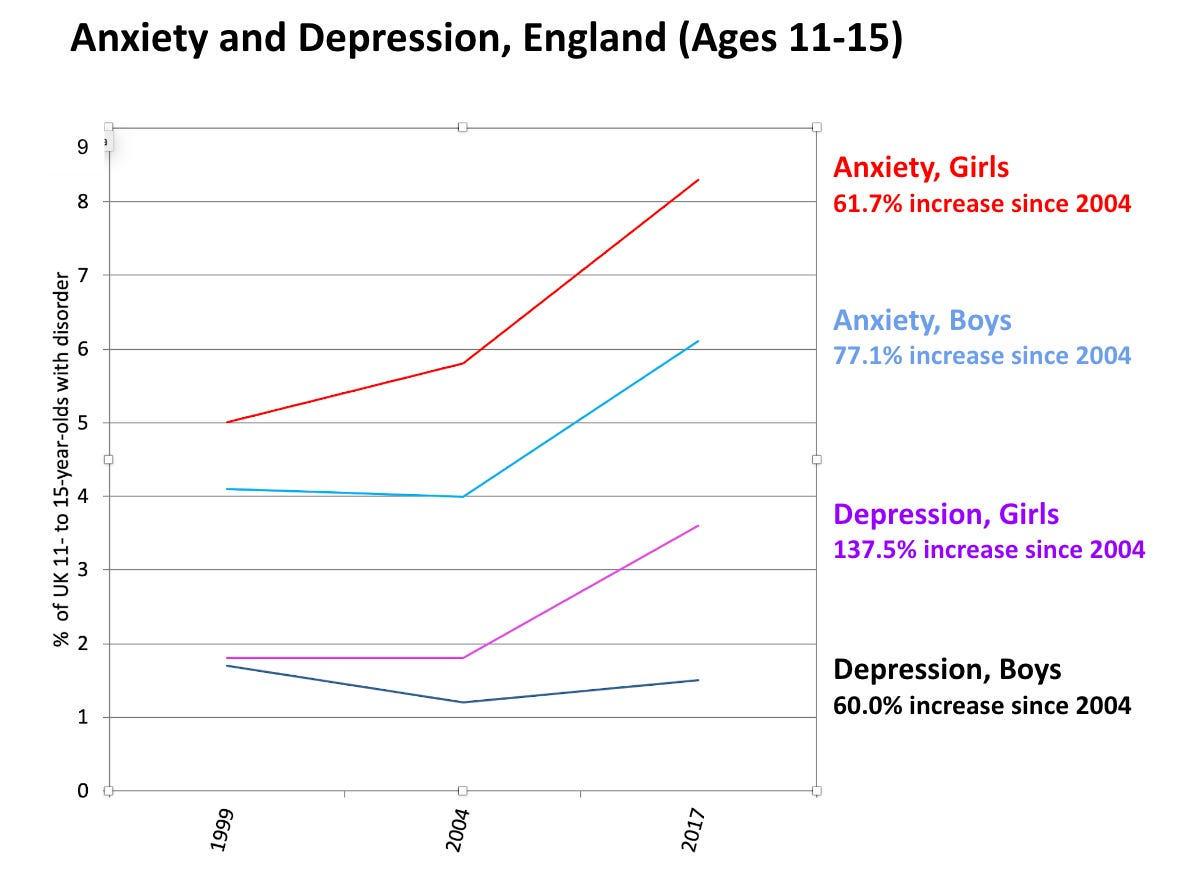 Anxiety and Depression, England (Ages 11-15)
% of UK 11- to 15-year-olds with disorder
9
8
7
6
5
4
3
2
1
0
1999
2004
2017
Anxiety, Girls
61.7% increase since 2004
Anxiety, Boys
77.1% increase since 2004
Depression, Girls
137.5% increase since 2004
Depression, Boys
60.0% increase since 2004